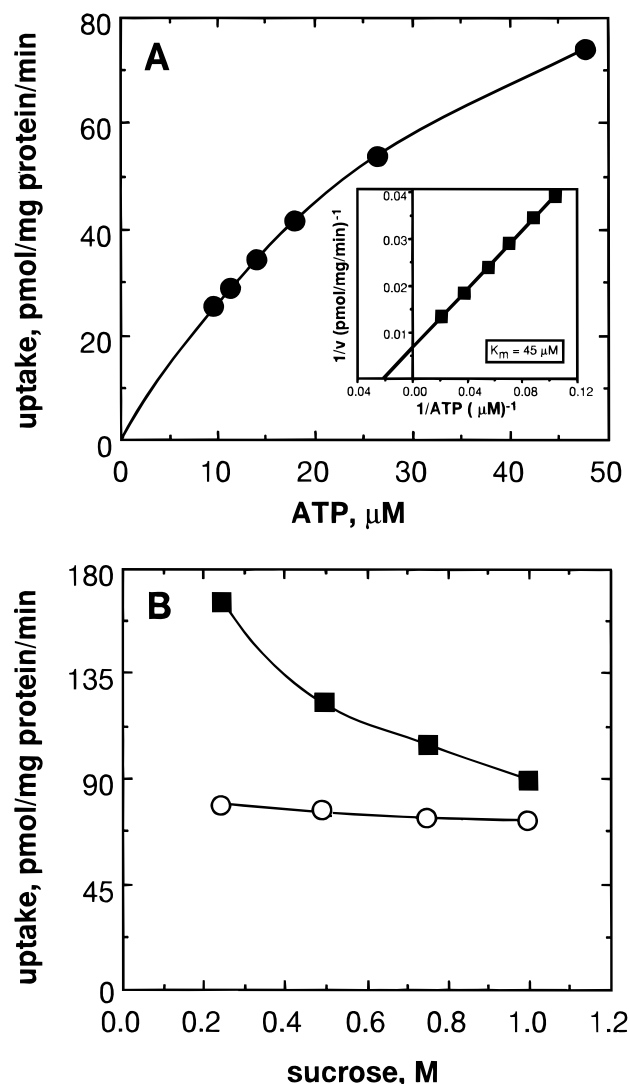 A
uptake, pmol/mg protein/min
80
60
40
20
0
0 10 20 30 40 50
ATP, μM
1/v (pmol/mg/min)-1
0.04
0.03
0.02
0.01
0.04 0.00 0.04 0.08 0.12
1/ATP ( μM)-1
Km = 45 μM
B
uptake, pmol/mg protein/min
180
135
90
45
0
0.0 0.2 0.4 0.6 0.8 1.0 1.2
sucrose, M